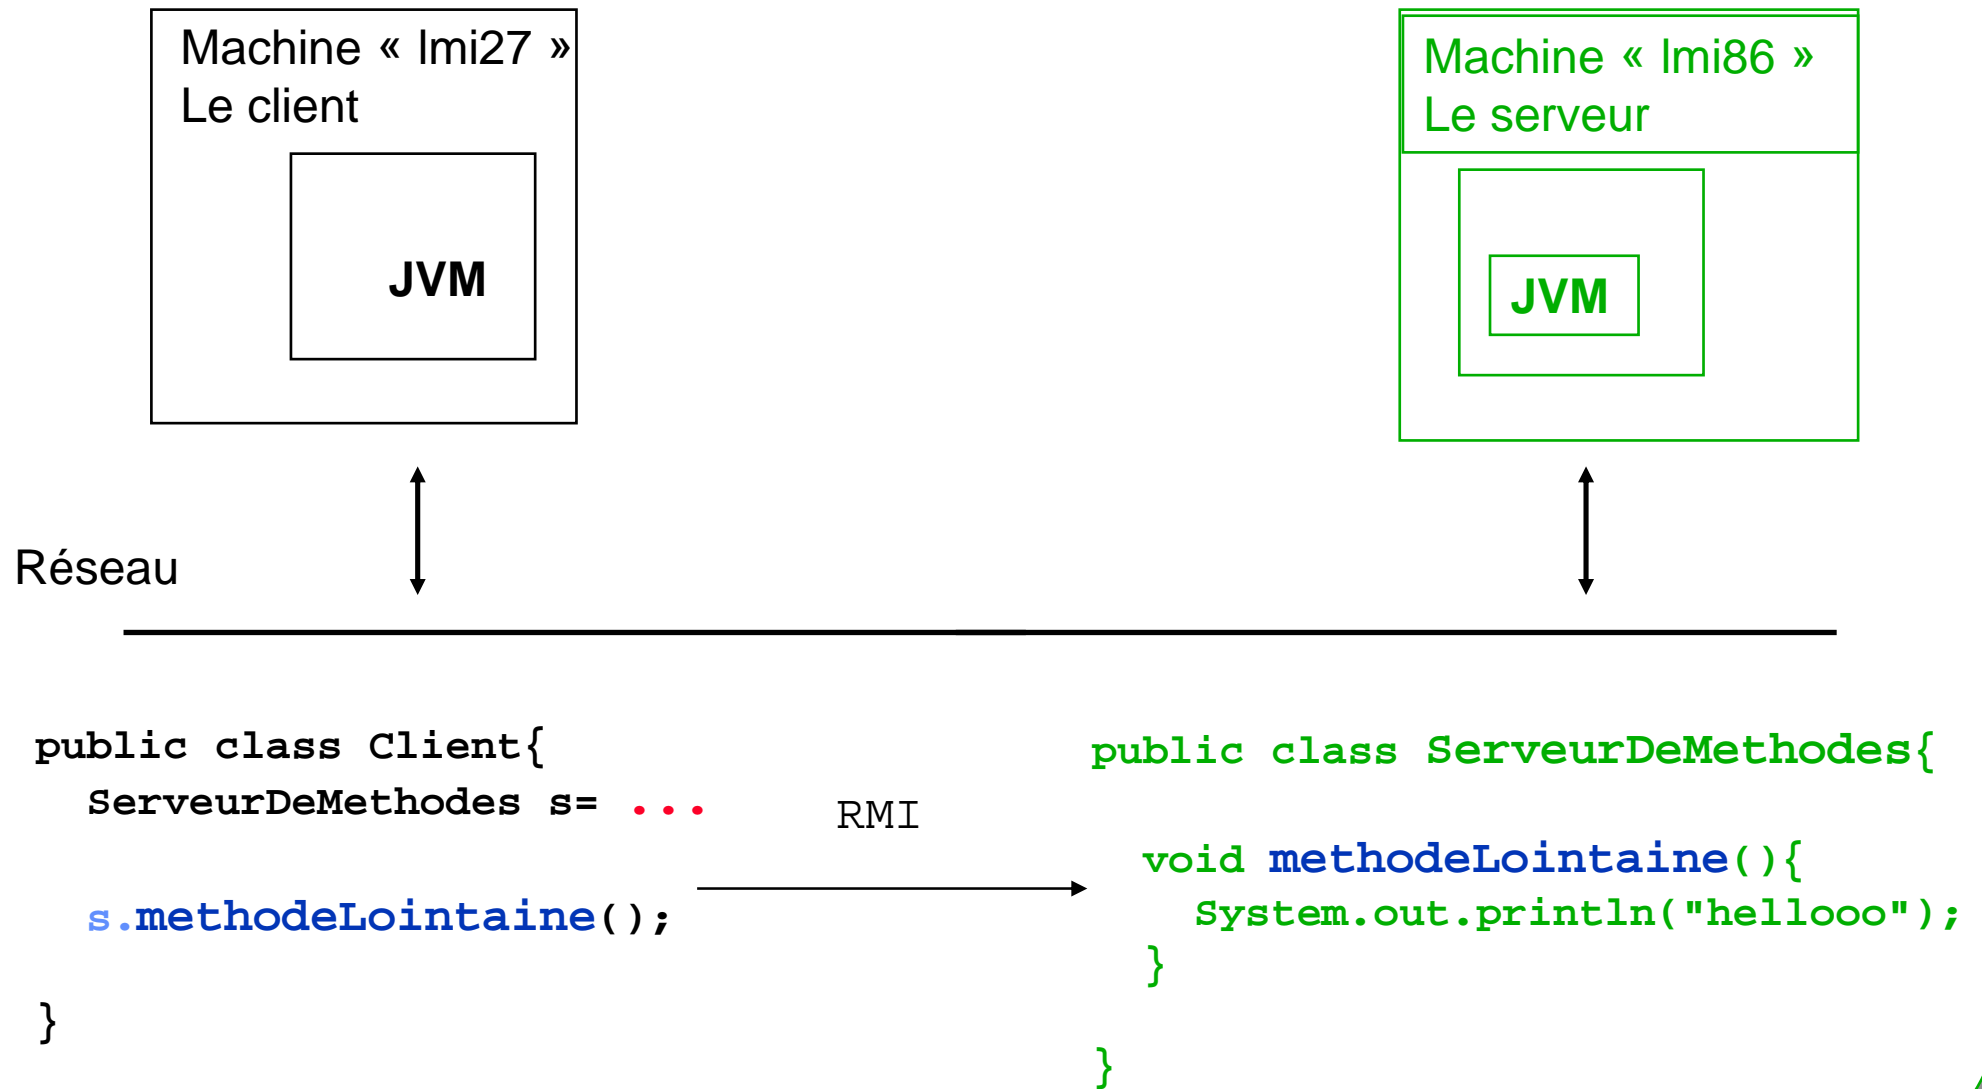 Machine « lmi27 »
Le client
JVM
Machine « lmi86 »
Le serveur
JVM
Réseau
public class Client{
ServeurDeMethodes s= ...
s.methodeLointaine();
}
RMI
public class ServeurDeMethodes{
void methodeLointaine(){
System.out.println("hellooo");
}
}